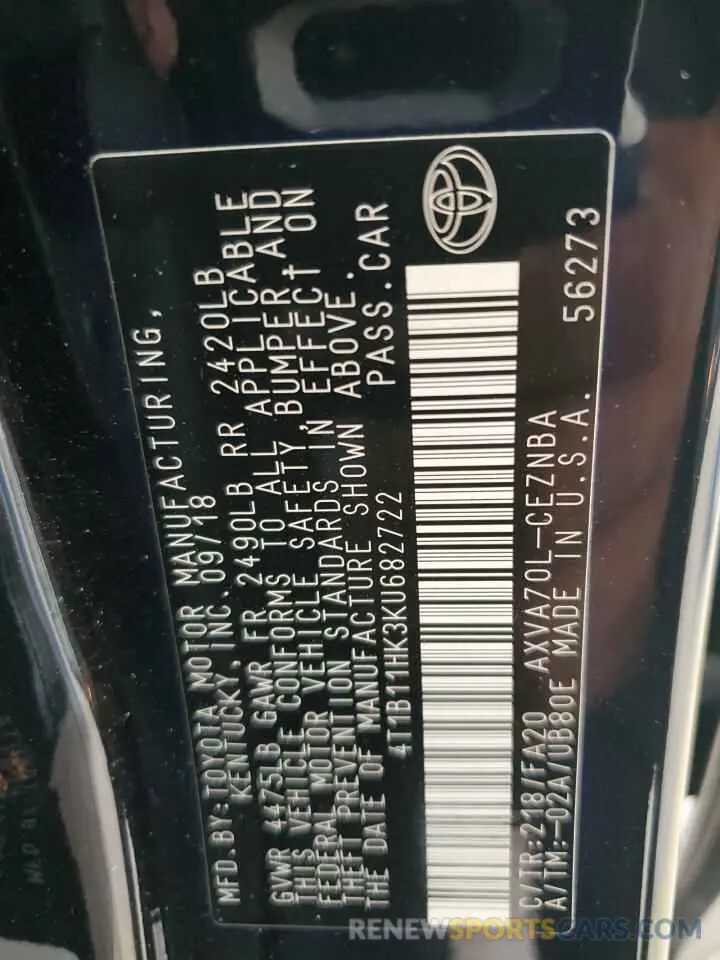 MFD. BY: TOYOTA MOTOR MANUFACTURING,
KENTUCKY, INC. 09/18
GVWR 4475LB GAWR FR 2490LB RR 2420LB
THIS VEHICLE CONFORMS TO ALL APPLICABLE
FEDERAL MOTOR VEHICLE SAFETY, BUMPER, AND
THEFT PREVENTION STANDARDS IN EFFECT ON
THE DATE OF MANUFACTURE SHOWN ABOVE.
4T1B11HK3KU682722 PASS. CAR
C/TR: 218/FA20 AXVA70L-CEZNBA
A/TM: -02A/UB80E MADE IN U.S.A. 56273
RENEWSPORTSCARS.COM